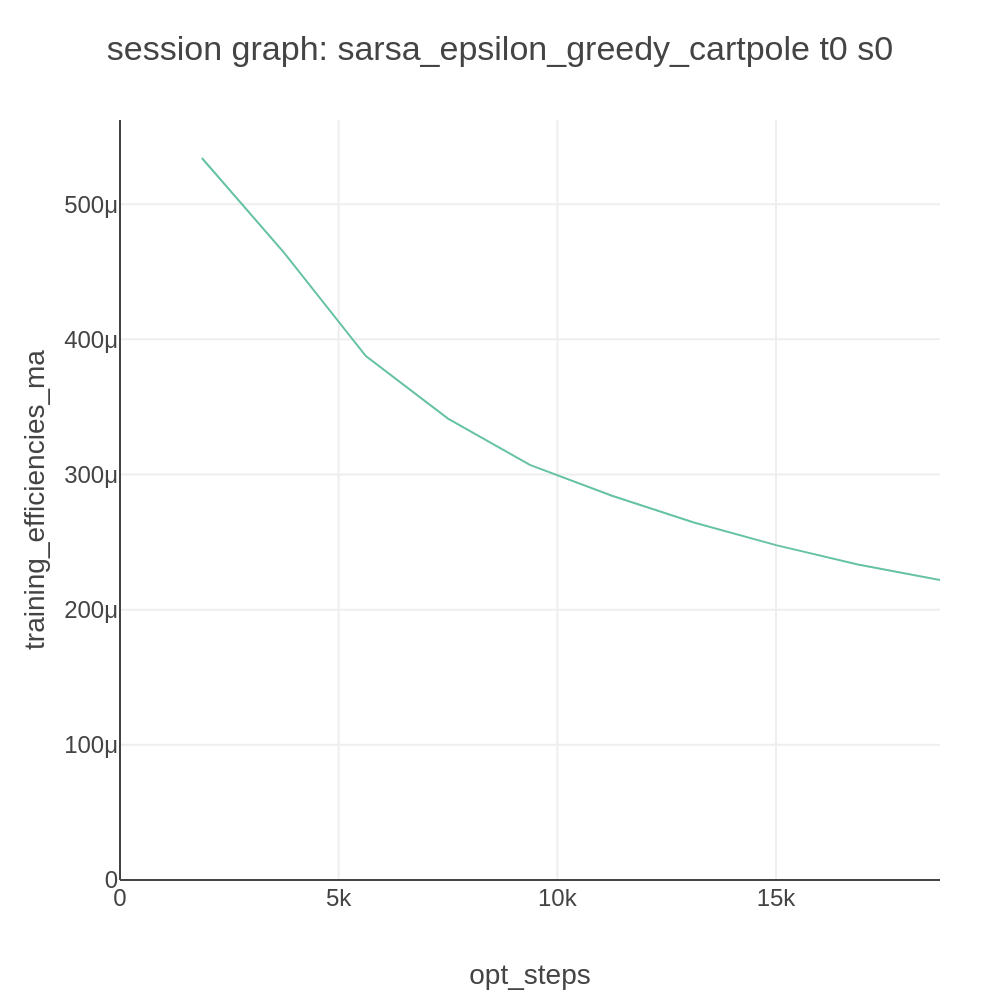 session graph: sarsa_epsilon_greedy_cartpole t0 s0
training_efficiencies_ma
500μ
400μ
300μ
200μ
100μ
0
0
5k
10k
15k
opt_steps